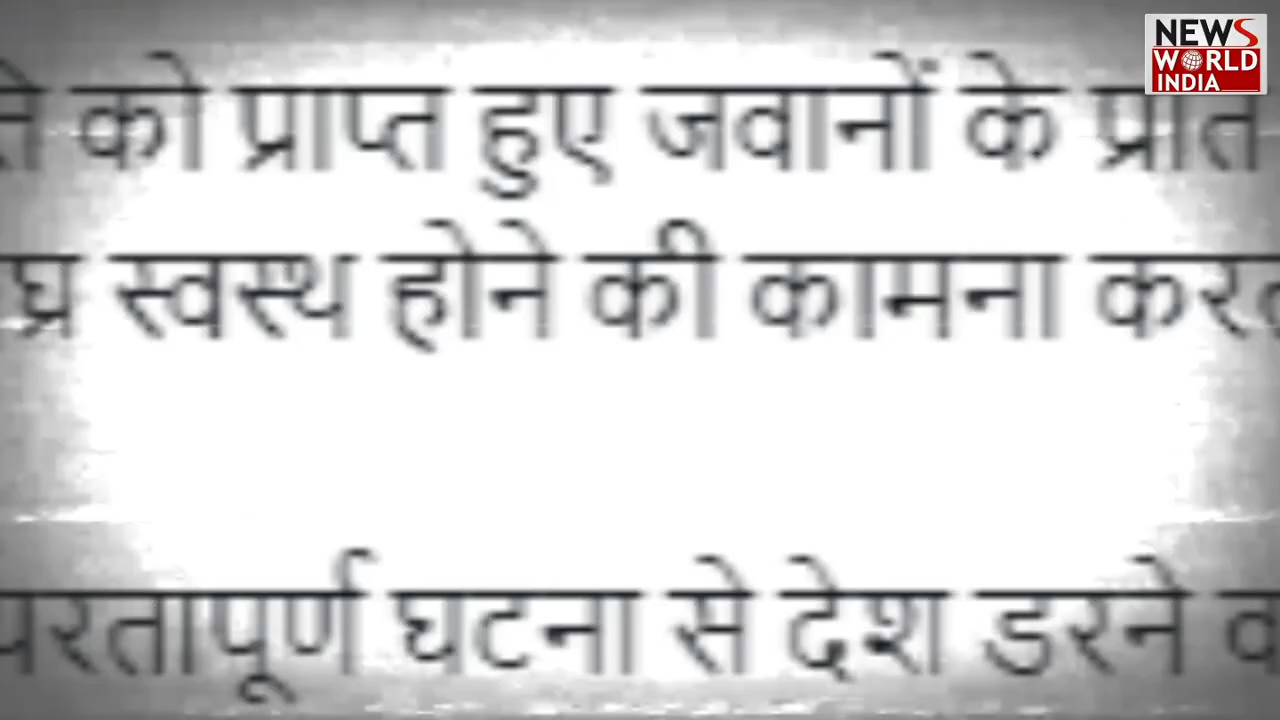 NEWS
WORLD
INDIA
को प्राप्त हुए जवानों के
स्वस्थ होने की कामना
घटना से देश डरने